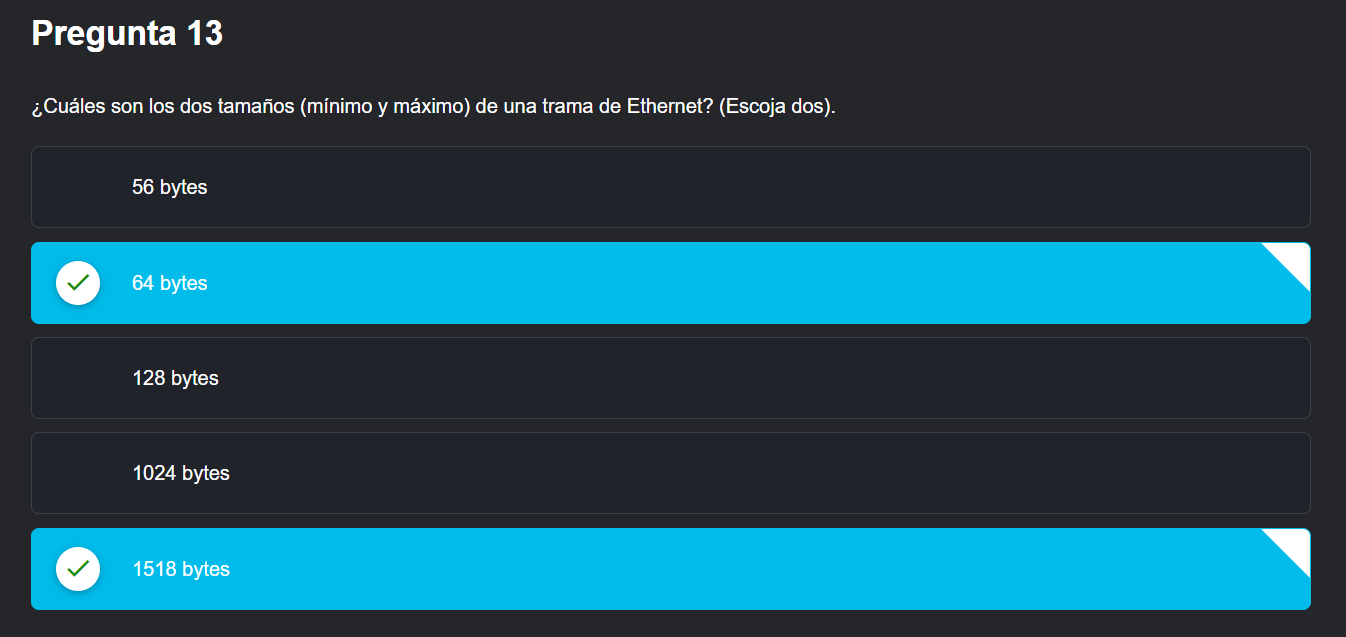 Pregunta 13
¿Cuáles son los dos tamaños (mínimo y máximo) de una trama de Ethernet? (Escoja dos).
56 bytes
64 bytes
128 bytes
1024 bytes
1518 bytes